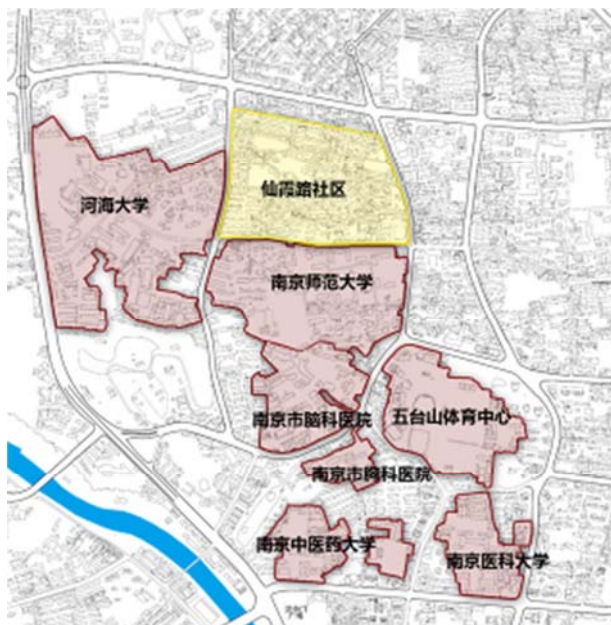 仙霞路社区
河海大学
南京师范大学
南京市脑科医院
五台山体育中心
南京市胸科医院
南京中医药大学
南京医科大学